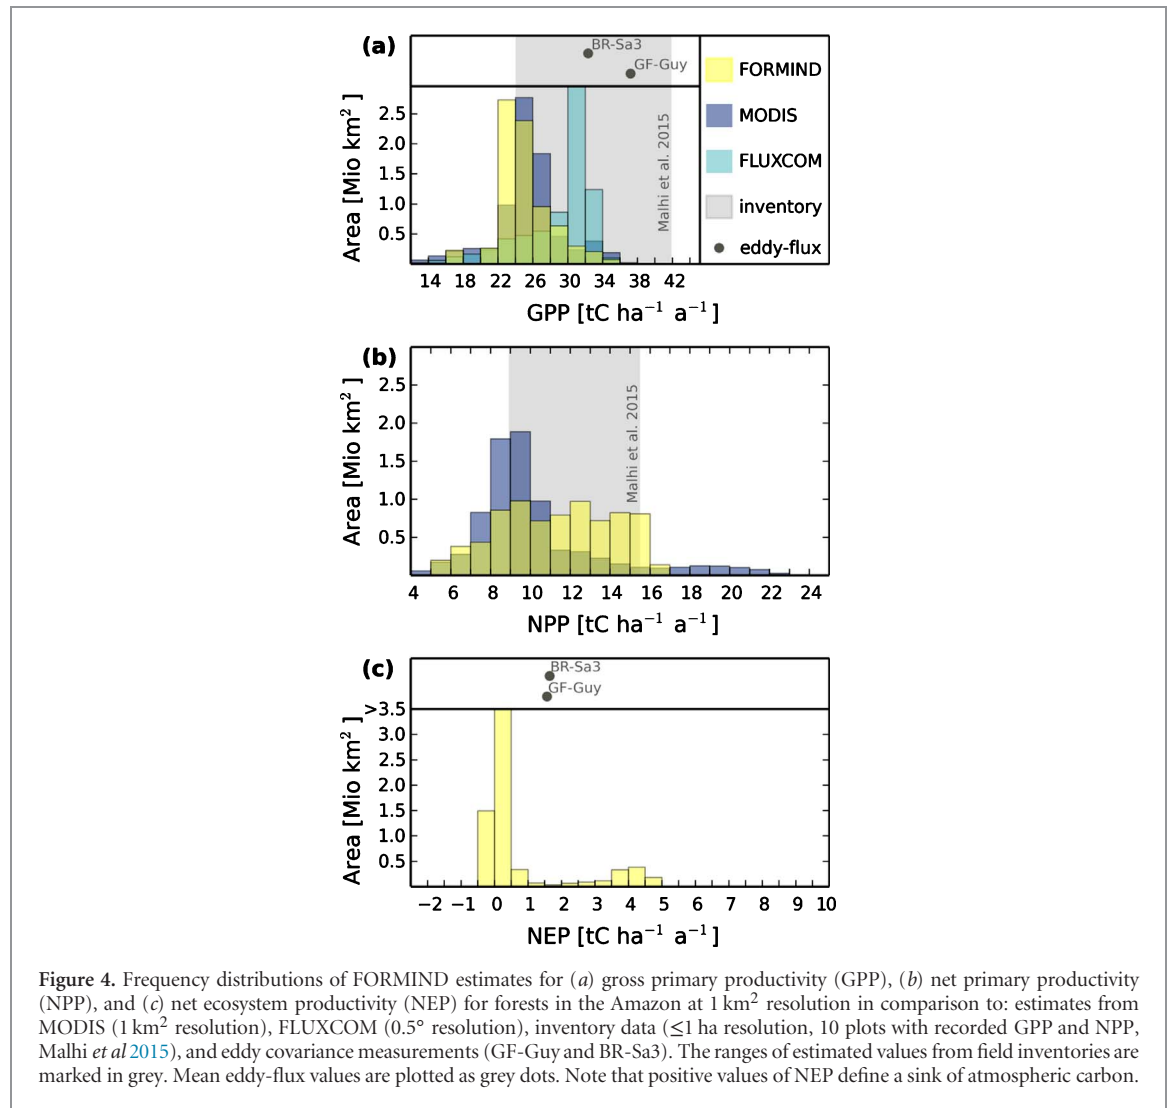 (a)
BR-Sa3
GF-Guy
FORMIND
MODIS
FLUXCOM
inventory
eddy-flux
Malhi et al. 2015
Area [Mio km² ]
2.5
2.0
1.5
1.0
0.5
14 18 22 26 30 34 38 42
GPP [tC ha⁻¹ a⁻¹ ]
(b)
Malhi et al. 2015
Area [Mio km² ]
2.5
2.0
1.5
1.0
0.5
4 6 8 10 12 14 16 18 20 22 24
NPP [tC ha⁻¹ a⁻¹ ]
(c)
BR-Sa3
GF-Guy
Area [Mio km² ]
>3.5
3.0
2.5
2.0
1.5
1.0
0.5
−2 −1 0 1 2 3 4 5 6 7 8 9 10
NEP [tC ha⁻¹ a⁻¹ ]
Figure 4. Frequency distributions of FORMIND estimates for (a) gross primary productivity (GPP), (b) net primary productivity
(NPP), and (c) net ecosystem productivity (NEP) for forests in the Amazon at 1 km² resolution in comparison to: estimates from
MODIS (1 km² resolution), FLUXCOM (0.5° resolution), inventory data (≤1 ha resolution, 10 plots with recorded GPP and NPP,
Malhi et al 2015), and eddy covariance measurements (GF-Guy and BR-Sa3). The ranges of estimated values from field inventories are
marked in grey. Mean eddy-flux values are plotted as grey dots. Note that positive values of NEP define a sink of atmospheric carbon.